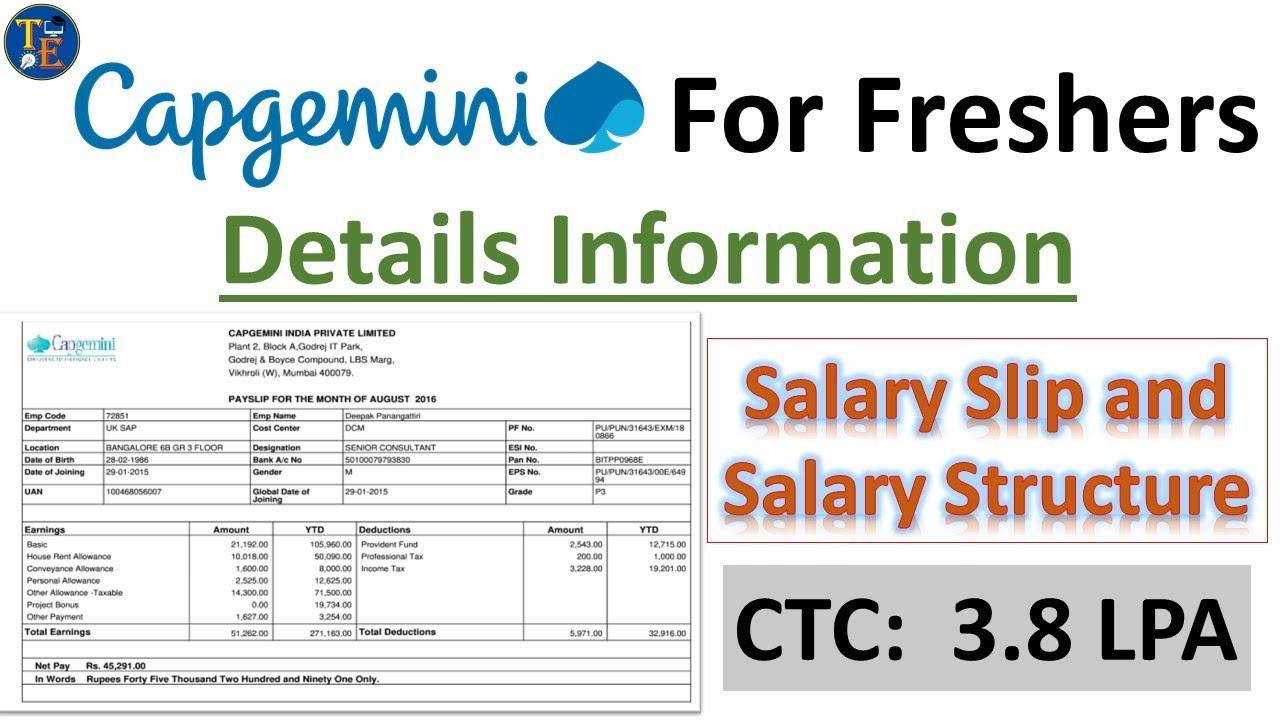 TE
Capgemini For Freshers
Details Information
Capgemini
CAPGEMINI INDIA PRIVATE LIMITED
Plant 2, Block A,Godrej IT Park,
Godrej & Boyce Compound, LBS Marg,
Vikhroli (W), Mumbai 400079.
PAYSLIP FOR THE MONTH OF AUGUST 2016
Emp Code 72851 Emp Name Deepak Panangattiri
Department UK SAP Cost Center DCM PF No. PU/PUN/31643/EXM/18
0866
Location BANGALORE 6B GR 3 FLOOR Designation SENIOR CONSULTANT ESI No.
Date of Birth 28-02-1986 Bank A/c No 50100079793830 Pan No. BITPP0968E
Date of Joining 29-01-2015 Gender M EPS No. PU/PUN/31643/00E/649
94
UAN 100468056007 Global Date of 29-01-2015 Grade P3
Joining
Earnings Amount YTD Deductions Amount YTD
Basic 21,192.00 105,960.00 Provident Fund 2,543.00 12,715.00
House Rent Allowance 10,018.00 50,090.00 Professional Tax 200.00 1,000.00
Conveyance Allowance 1,600.00 8,000.00 Income Tax 3,228.00 19,201.00
Personal Allowance 2,525.00 12,625.00
Other Allowance -Taxable 14,300.00 71,500.00
Project Bonus 0.00 19,734.00
Other Payment 1,627.00 3,254.00
Total Earnings 51,262.00 271,163.00 Total Deductions 5,971.00 32,916.00
Net Pay Rs. 45,291.00
In Words Rupees Forty Five Thousand Two Hundred and Ninety One Only.
Salary Slip and
Salary Structure
CTC: 3.8 LPA